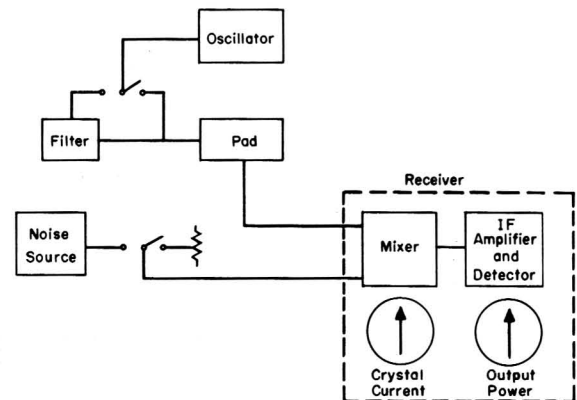 Oscillator
Filter
Pad
Receiver
Noise
Source
Mixer
IF
Amplifier
and
Detector
Crystal
Current
Output
Power